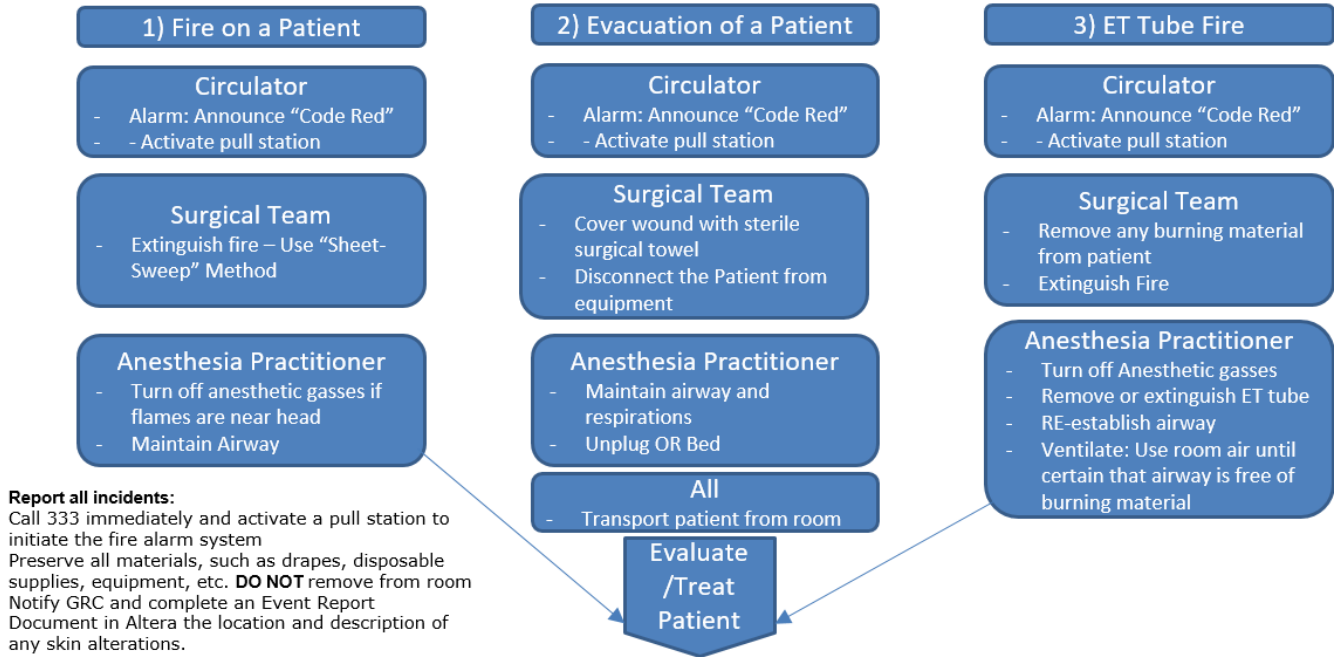 1) Fire on a Patient
Circulator
- Alarm: Announce “Code Red”
- - Activate pull station
Surgical Team
- Extinguish fire – Use “Sheet-
Sweep” Method
Anesthesia Practitioner
- Turn off anesthetic gasses if
flames are near head
- Maintain Airway
2) Evacuation of a Patient
Circulator
- Alarm: Announce “Code Red”
- - Activate pull station
Surgical Team
- Cover wound with sterile
surgical towel
- Disconnect the Patient from
equipment
Anesthesia Practitioner
- Maintain airway and
respirations
- Unplug OR Bed
All
- Transport patient from room
3) ET Tube Fire
Circulator
- Alarm: Announce “Code Red”
- - Activate pull station
Surgical Team
- Remove any burning material
from patient
- Extinguish Fire
Anesthesia Practitioner
- Turn off Anesthetic gasses
- Remove or extinguish ET tube
- RE-establish airway
- Ventilate: Use room air until
certain that airway is free of
burning material
Evaluate
/Treat
Patient
Report all incidents:
Call 333 immediately and activate a pull station to
initiate the fire alarm system
Preserve all materials, such as drapes, disposable
supplies, equipment, etc. DO NOT remove from room
Notify GRC and complete an Event Report
Document in Altera the location and description of
any skin alterations.